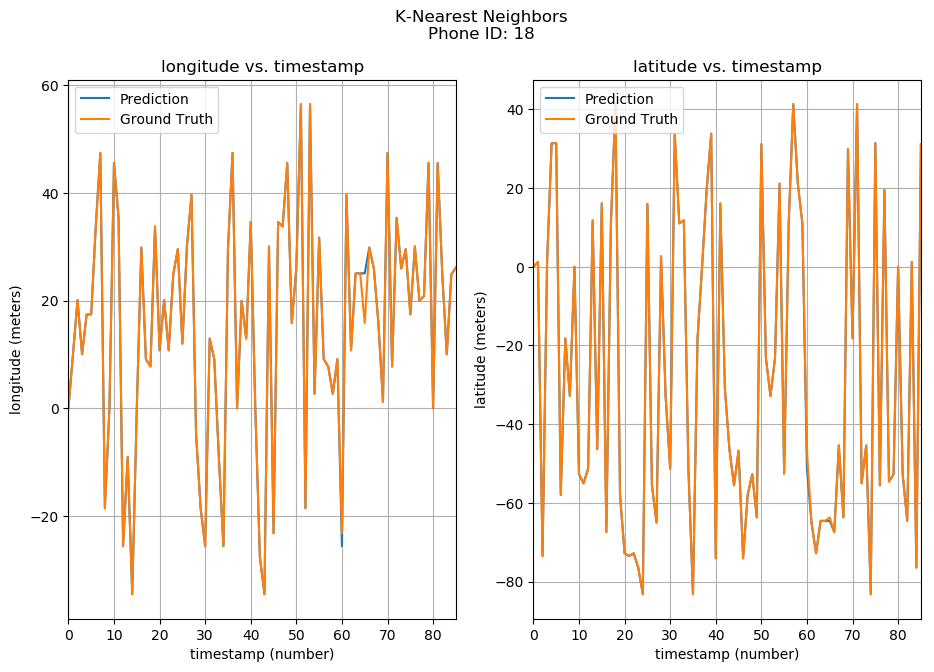 K-Nearest Neighbors
Phone ID: 18
longitude vs. timestamp
Prediction
Ground Truth
longitude (meters)
60
40
20
0
−20
0 10 20 30 40 50 60 70 80
timestamp (number)
latitude vs. timestamp
Prediction
Ground Truth
latitude (meters)
40
20
0
−20
−40
−60
−80
0 10 20 30 40 50 60 70 80
timestamp (number)